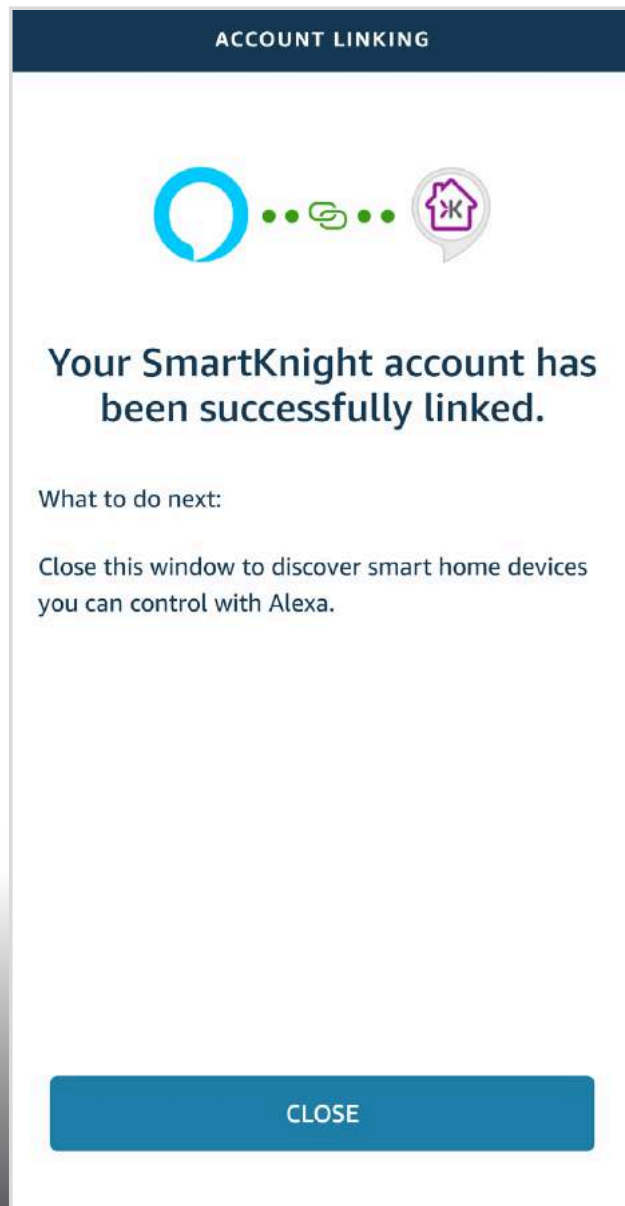 ACCOUNT LINKING
K
Your SmartKnight account has
been successfully linked.
What to do next:
Close this window to discover smart home devices
you can control with Alexa.
CLOSE